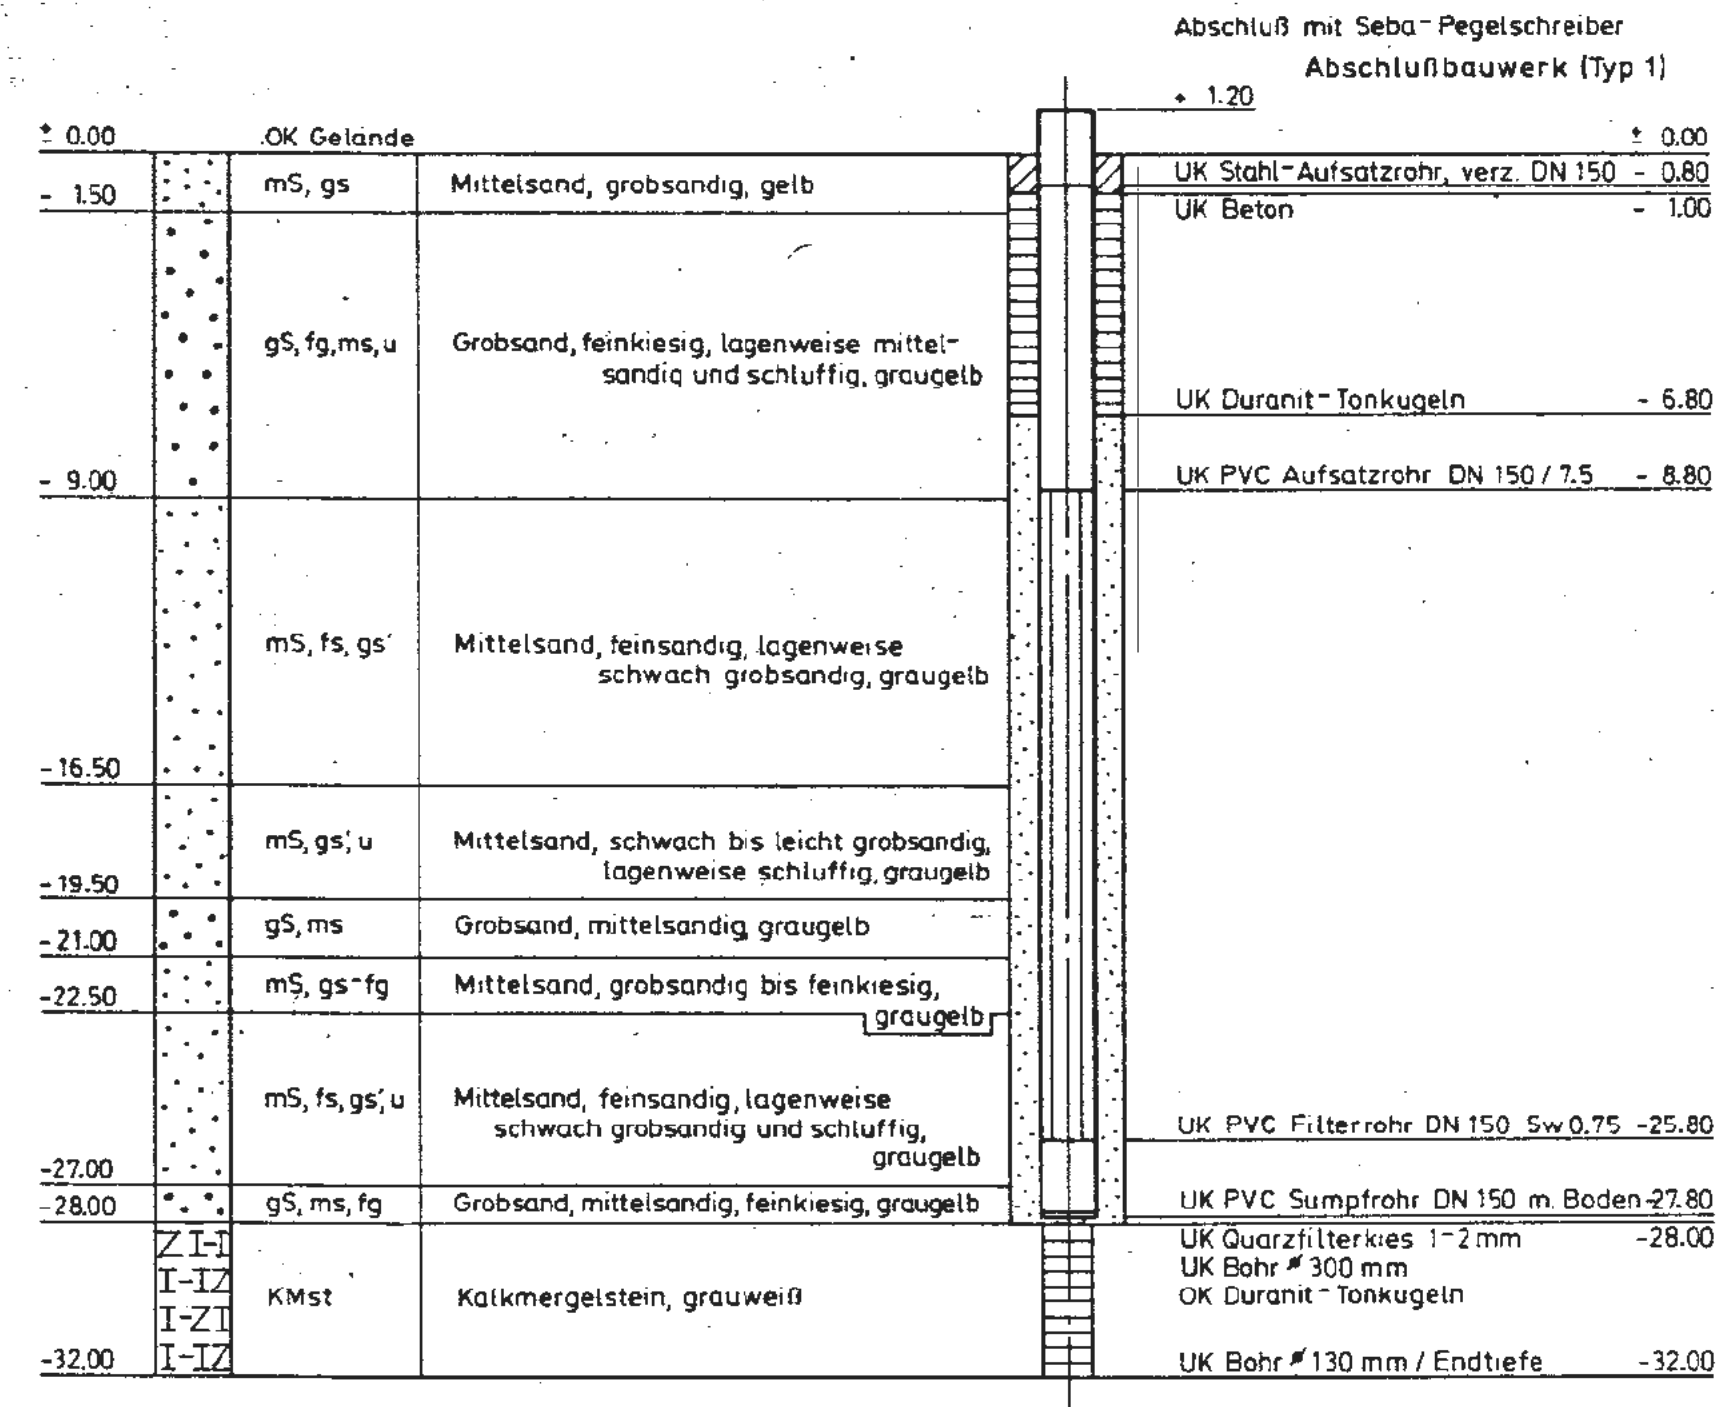 Abschluß mit Seba-Pegelschreiber
Abschlußbauwerk (Typ 1)
+ 1.20
± 0.00 OK Gelände ± 0.00
mS, gs Mittelsand, grobsandig, gelb UK Stahl-Aufsatzrohr, verz. DN 150 - 0.80
- 1.50 UK Beton - 1.00
gS, fg, ms, u Grobsand, feinkiesig, lagenweise mittel-
sandig und schluffig, graugelb
UK Duranit-Tonkugeln - 6.80
- 9.00 UK PVC Aufsatzrohr DN 150 / 7.5 - 8.80
mS, fs, gs' Mittelsand, feinsandig, lagenweise
schwach grobsandig, graugelb
- 16.50
mS, gs', u Mittelsand, schwach bis leicht grobsandig,
lagenweise schluffig, graugelb
- 19.50
gS, ms Grobsand, mittelsandig graugelb
- 21.00
mS, gs-fg Mittelsand, grobsandig bis feinkiesig,
-22.50 graugelb
mS, fs, gs', u Mittelsand, feinsandig, lagenweise
schwach grobsandig und schluffig,
graugelb
UK PVC Filterrohr DN 150 Sw 0.75 -25.80
-27.00
-28.00 gS, ms, fg Grobsand, mittelsandig, feinkiesig, graugelb UK PVC Sumpfrohr DN 150 m. Boden -27.80
Z I-I UK Quarzfilterkies 1-2 mm -28.00
I-IZ UK Bohr ø 300 mm
KMst Kalkmergelstein, grauweiß OK Duranit-Tonkugeln
I-ZI
-32.00 I-IZ UK Bohr ø 130 mm / Endtiefe -32.00